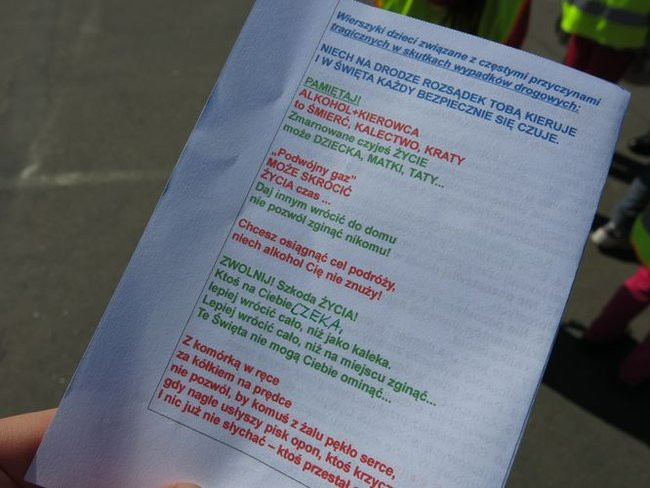 Wierszyki dzieci związane z częstymi przyczynami
tragicznych w skutkach wypadków drogowych:
NIECH NA DRODZE ROZSĄDEK TOBĄ KIERUJE
I W ŚWIĘTA KAŻDY BEZPIECZNIE SIĘ CZUJE.
PAMIĘTAJ!
ALKOHOL+KIEROWCA
to ŚMIERĆ, KALECTWO, KRATY
Zmarnowane czyjeś ŻYCIE
może DZIECKA, MATKI, TATY...
„Podwójny gaz”
MOŻE SKRÓCIĆ
ŻYCIA czas ...
Daj innym wrócić do domu
nie pozwól zginąć nikomu!
Chcesz osiągnąć cel podróży,
niech alkohol Cię nie znuży!
ZWOLNIJ! Szkoda ŻYCIA!
Ktoś na Ciebie CZEKA,
lepiej wrócić cało, niż jako kaleka.
Lepiej wrócić cało, niż na miejscu zginąć...
Te Święta nie mogą Ciebie ominąć...
Z komórką w ręce
za kółkiem na prędce
nie pozwól, by komuś z żalu pękło serce,
gdy nagle usłyszy pisk opon, ktoś krzyc
I nic już nie słychać – ktoś przestał